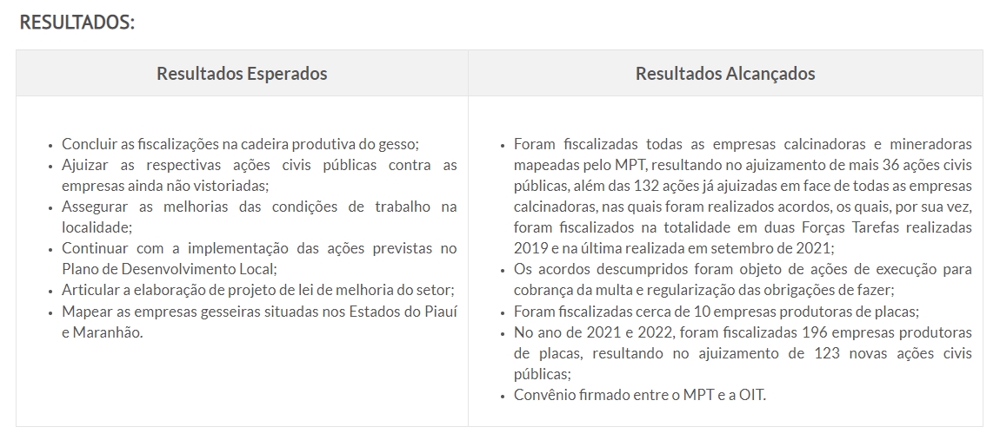 RESULTADOS:
Resultados Esperados
Resultados Alcançados
• Concluir as fiscalizações na cadeira produtiva do gesso;
• Ajuizar as respectivas ações civis públicas contra as
empresas ainda não vistoriadas;
• Assegurar as melhorias das condições de trabalho na
localidade;
• Continuar com a implementação das ações previstas no
Plano de Desenvolvimento Local;
• Articular a elaboração de projeto de lei de melhoria do setor;
• Mapear as empresas gesseiras situadas nos Estados do Piauí
e Maranhão.
• Foram fiscalizadas todas as empresas calcinadoras e mineradoras
mapeadas pelo MPT, resultando no ajuizamento de mais 36 ações civis
públicas, além das 132 ações já ajuizadas em face de todas as empresas
calcinadoras, nas quais foram realizados acordos, os quais, por sua vez,
foram fiscalizados na totalidade em duas Forças Tarefas realizadas
2019 e na última realizada em setembro de 2021;
• Os acordos descumpridos foram objeto de ações de execução para
cobrança da multa e regularização das obrigações de fazer;
• Foram fiscalizadas cerca de 10 empresas produtoras de placas;
• No ano de 2021 e 2022, foram fiscalizadas 196 empresas produtoras
de placas, resultando no ajuizamento de 123 novas ações civis
públicas;
• Convênio firmado entre o MPT e a OIT.